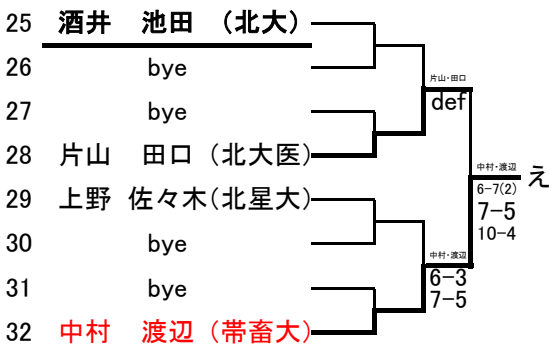 25 酒井 池田 (北大)
26 bye
27 bye
28 片山 田口 (北大医)
29 上野 佐々木(北星大)
30 bye
31 bye
32 中村 渡辺 (帯畜大)
片山・田口
def
中村・渡辺
6-3
7-5
中村・渡辺
6-7(2)
7-5
10-4
え